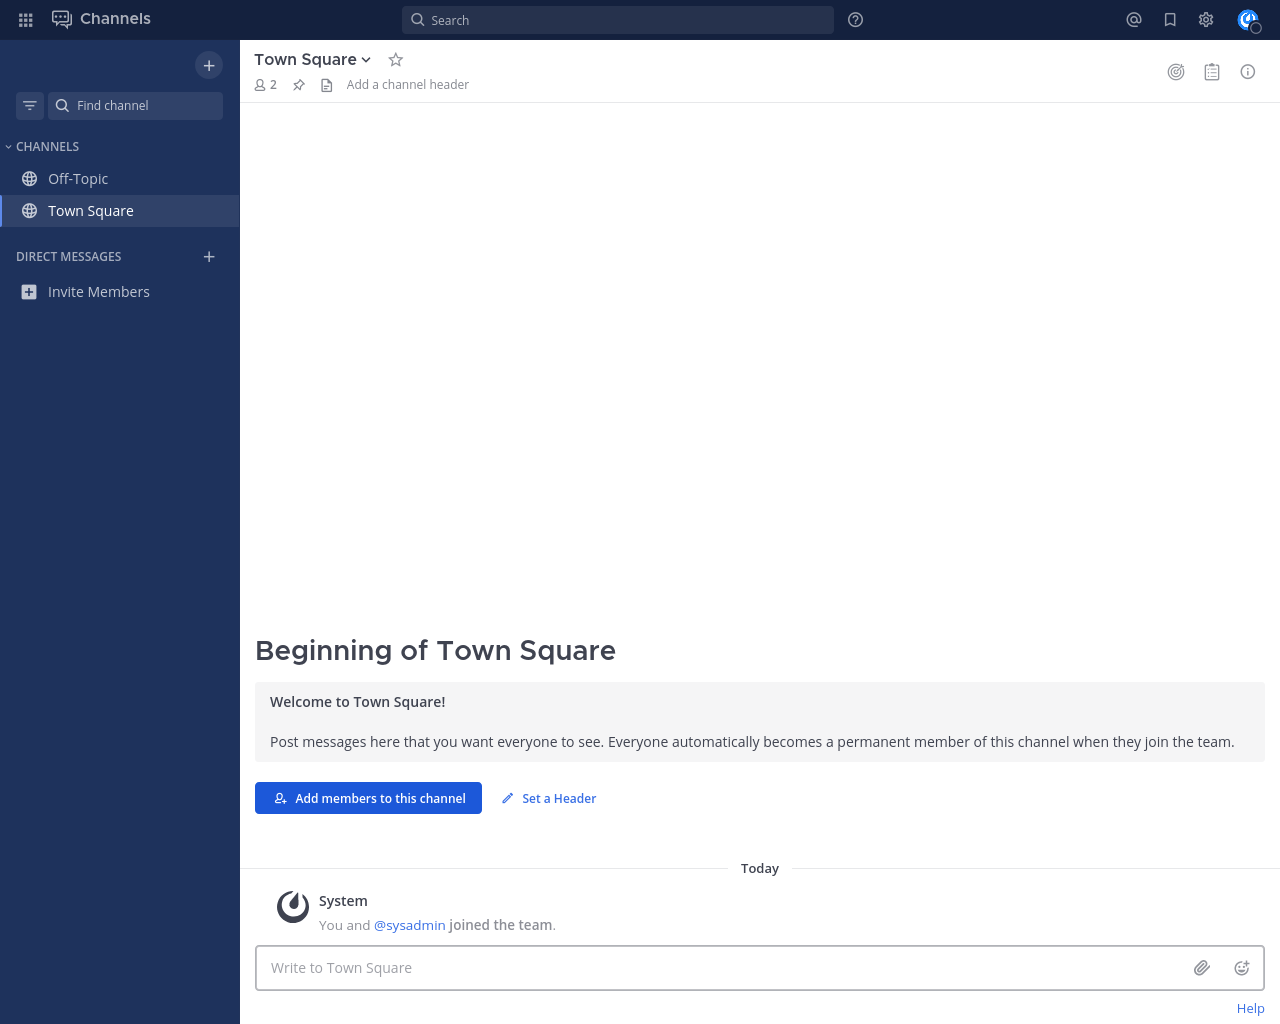 Channels
Search
Town Square
2
Add a channel header
Find channel
CHANNELS
Off-Topic
Town Square
DIRECT MESSAGES
Invite Members
Beginning of Town Square
Welcome to Town Square!
Post messages here that you want everyone to see. Everyone automatically becomes a permanent member of this channel when they join the team.
Add members to this channel
Set a Header
Today
System
You and @sysadmin joined the team.
Write to Town Square
Help